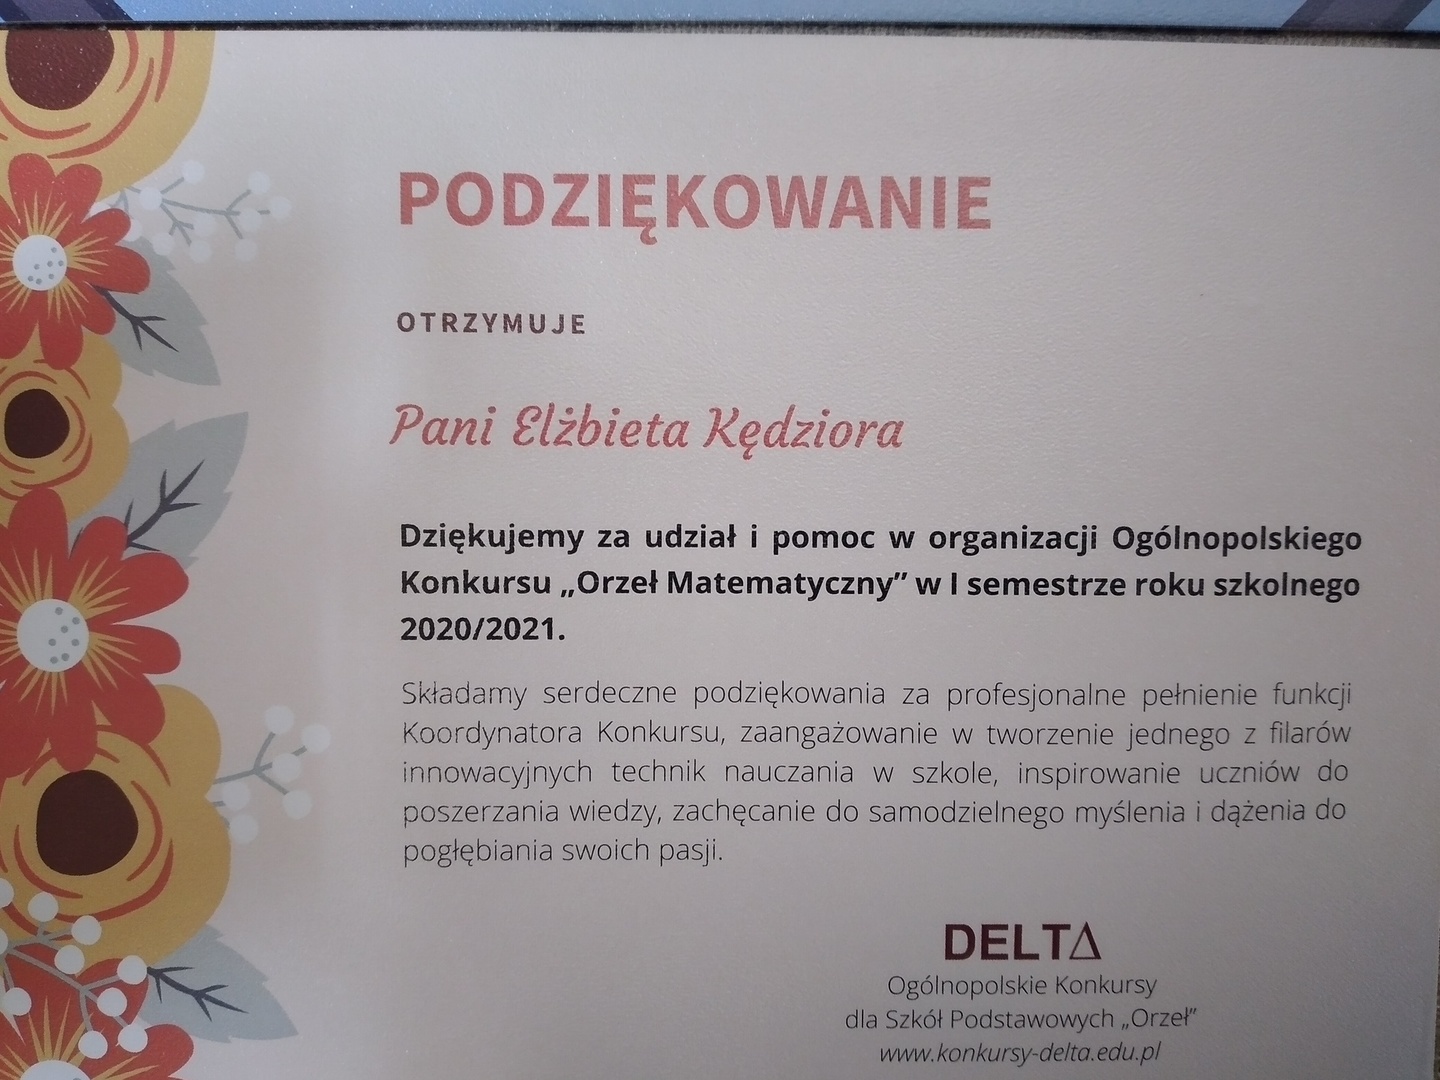 PODZIĘKOWANIE
OTRZYMUJE
Pani Elżbieta Kędziora
Dziękujemy za udział i pomoc w organizacji Ogólnopolskiego
Konkursu „Orzeł Matematyczny” w I semestrze roku szkolnego
2020/2021.
Składamy serdeczne podziękowania za profesjonalne pełnienie funkcji
Koordynatora Konkursu, zaangażowanie w tworzenie jednego z filarów
innowacyjnych technik nauczania w szkole, inspirowanie uczniów do
poszerzania wiedzy, zachęcanie do samodzielnego myślenia i dążenia do
pogłębiania swoich pasji.
DELTA
Ogólnopolskie Konkursy
dla Szkół Podstawowych „Orzeł”
www.konkursy-delta.edu.pl